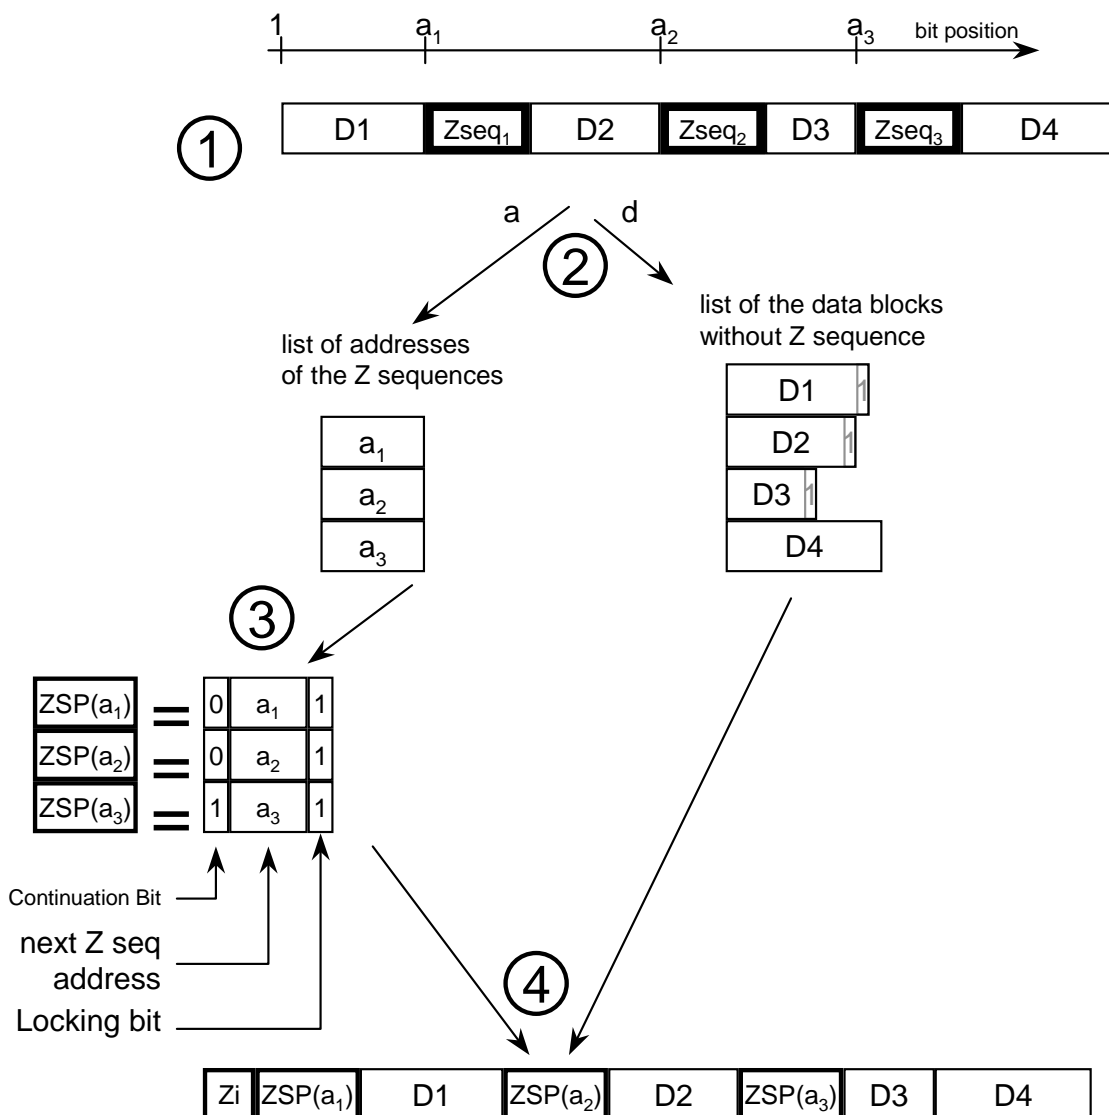 1 a₁ a₂ a₃ bit position
1 D1 Zseq₁ D2 Zseq₂ D3 Zseq₃ D4
a d
2
list of the data blocks
without Z sequence
list of addresses
of the Z sequences
D1 1
D2 1
D3 1
D4
a₁
a₂
a₃
3
ZSP(a₁) = 0 a₁ 1
ZSP(a₂) = 0 a₂ 1
ZSP(a₃) = 1 a₃ 1
Continuation Bit
next Z seq
address
Locking bit
4
Zi ZSP(a₁) D1 ZSP(a₂) D2 ZSP(a₃) D3 D4